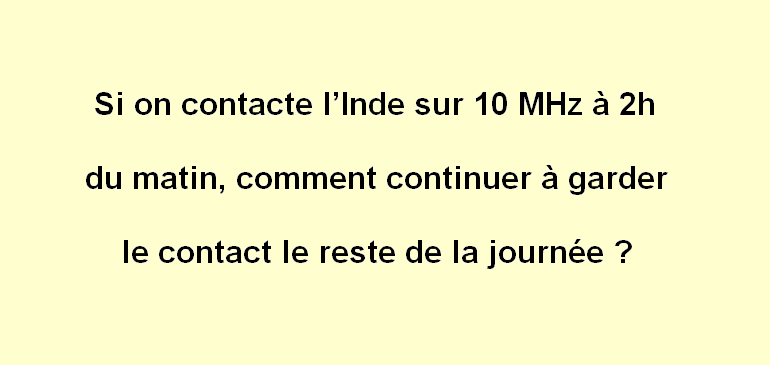 Si on contacte l’Inde sur 10 MHz à 2h
du matin, comment continuer à garder
le contact le reste de la journée ?